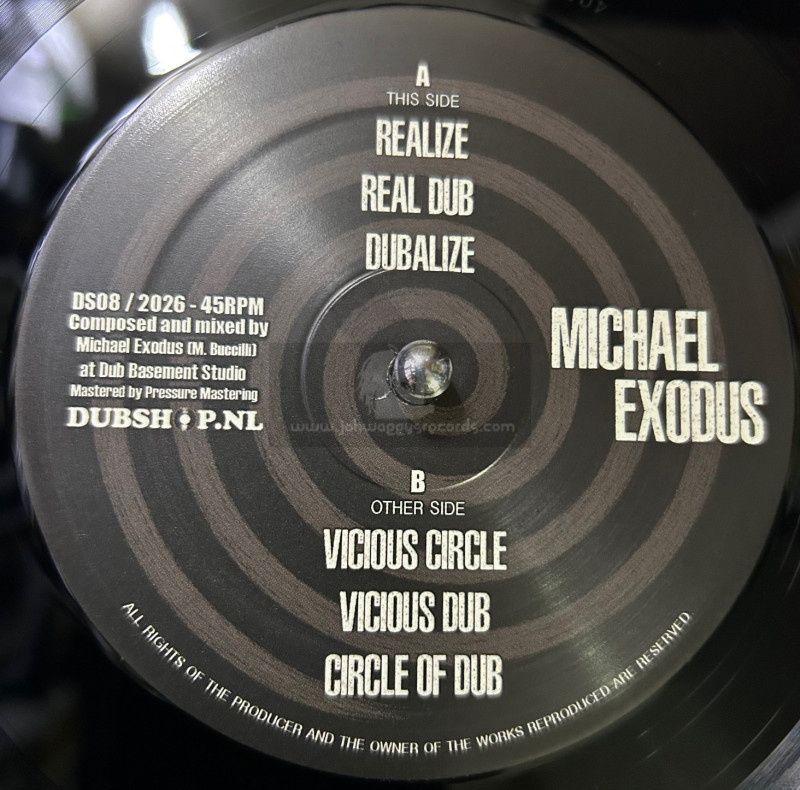 A
THIS SIDE
REALIZE
REAL DUB
DUBALIZE
DS08 / 2026 - 45RPM
Composed and mixed by
Michael Exodus (M. Buccilli)
at Dub Basement Studio
Mastered by Pressure Mastering
DUBSHOP.NL
MICHAEL
EXODUS
www.jahwaggysrecords.com
B
OTHER SIDE
VICIOUS CIRCLE
VICIOUS DUB
CIRCLE OF DUB
ALL RIGHTS OF THE PRODUCER AND THE OWNER OF THE WORKS REPRODUCED ARE RESERVED